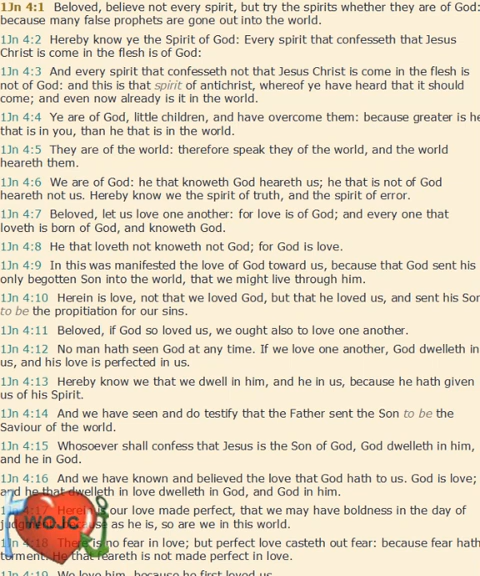 1Jn 4:1 Beloved, believe not every spirit, but try the spirits whether they are of God:
because many false prophets are gone out into the world.
1Jn 4:2 Hereby know ye the Spirit of God: Every spirit that confesseth that Jesus
Christ is come in the flesh is of God:
1Jn 4:3 And every spirit that confesseth not that Jesus Christ is come in the flesh is
not of God: and this is that spirit of antichrist, whereof ye have heard that it should
come; and even now already is it in the world.
1Jn 4:4 Ye are of God, little children, and have overcome them: because greater is he
that is in you, than he that is in the world.
1Jn 4:5 They are of the world: therefore speak they of the world, and the world
heareth them.
1Jn 4:6 We are of God: he that knoweth God heareth us; he that is not of God
heareth not us. Hereby know we the spirit of truth, and the spirit of error.
1Jn 4:7 Beloved, let us love one another: for love is of God; and every one that
loveth is born of God, and knoweth God.
1Jn 4:8 He that loveth not knoweth not God; for God is love.
1Jn 4:9 In this was manifested the love of God toward us, because that God sent his
only begotten Son into the world, that we might live through him.
1Jn 4:10 Herein is love, not that we loved God, but that he loved us, and sent his Son
to be the propitiation for our sins.
1Jn 4:11 Beloved, if God so loved us, we ought also to love one another.
1Jn 4:12 No man hath seen God at any time. If we love one another, God dwelleth in
us, and his love is perfected in us.
1Jn 4:13 Hereby know we that we dwell in him, and he in us, because he hath given
us of his Spirit.
1Jn 4:14 And we have seen and do testify that the Father sent the Son to be the
Saviour of the world.
1Jn 4:15 Whosoever shall confess that Jesus is the Son of God, God dwelleth in him,
and he in God.
1Jn 4:16 And we have known and believed the love that God hath to us. God is love;
and he that dwelleth in love dwelleth in God, and God in him.
4:17 our love made perfect, that we may have boldness in the day of
as he is, so are we in this world.
WOJC
4:18 There is no fear in love; but perfect love casteth out fear: because fear hath
torment. He that feareth is not made perfect in love.
1Jn 4:19 We love him, because he first loved us.